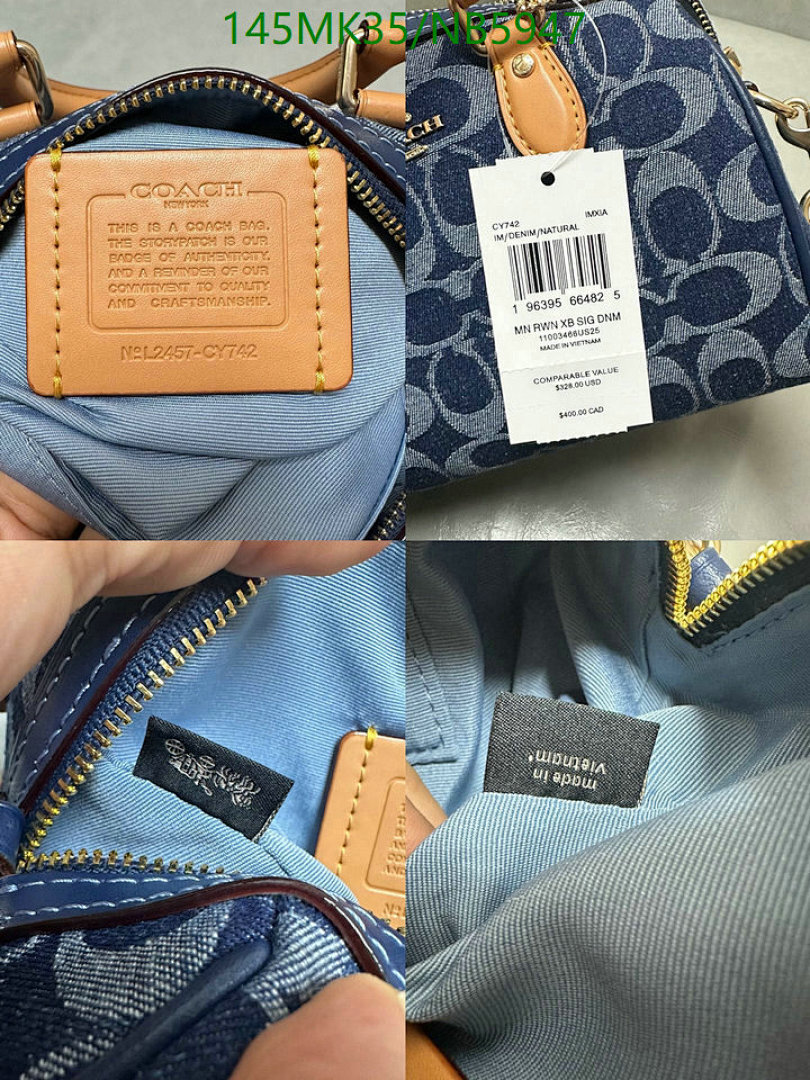 145MK35/NB5947
COACH
NEW YORK
THIS IS A COACH BAG.
THE STORYPATCH IS OUR
BADGE OF AUTHENTICITY.
AND A REMINDER OF OUR
COMMITMENT TO QUALITY
AND CRAFTSMANSHIP.
NºL2457-CY742
CY742 IMXIA
IM/DENIM/NATURAL
1 96395 66482 5
MN RWN XB SIG DNM
11003466US25
MADE IN VIETNAM
COMPARABLE VALUE
$328.00 USD
$400.00 CAD
made in
vietnam